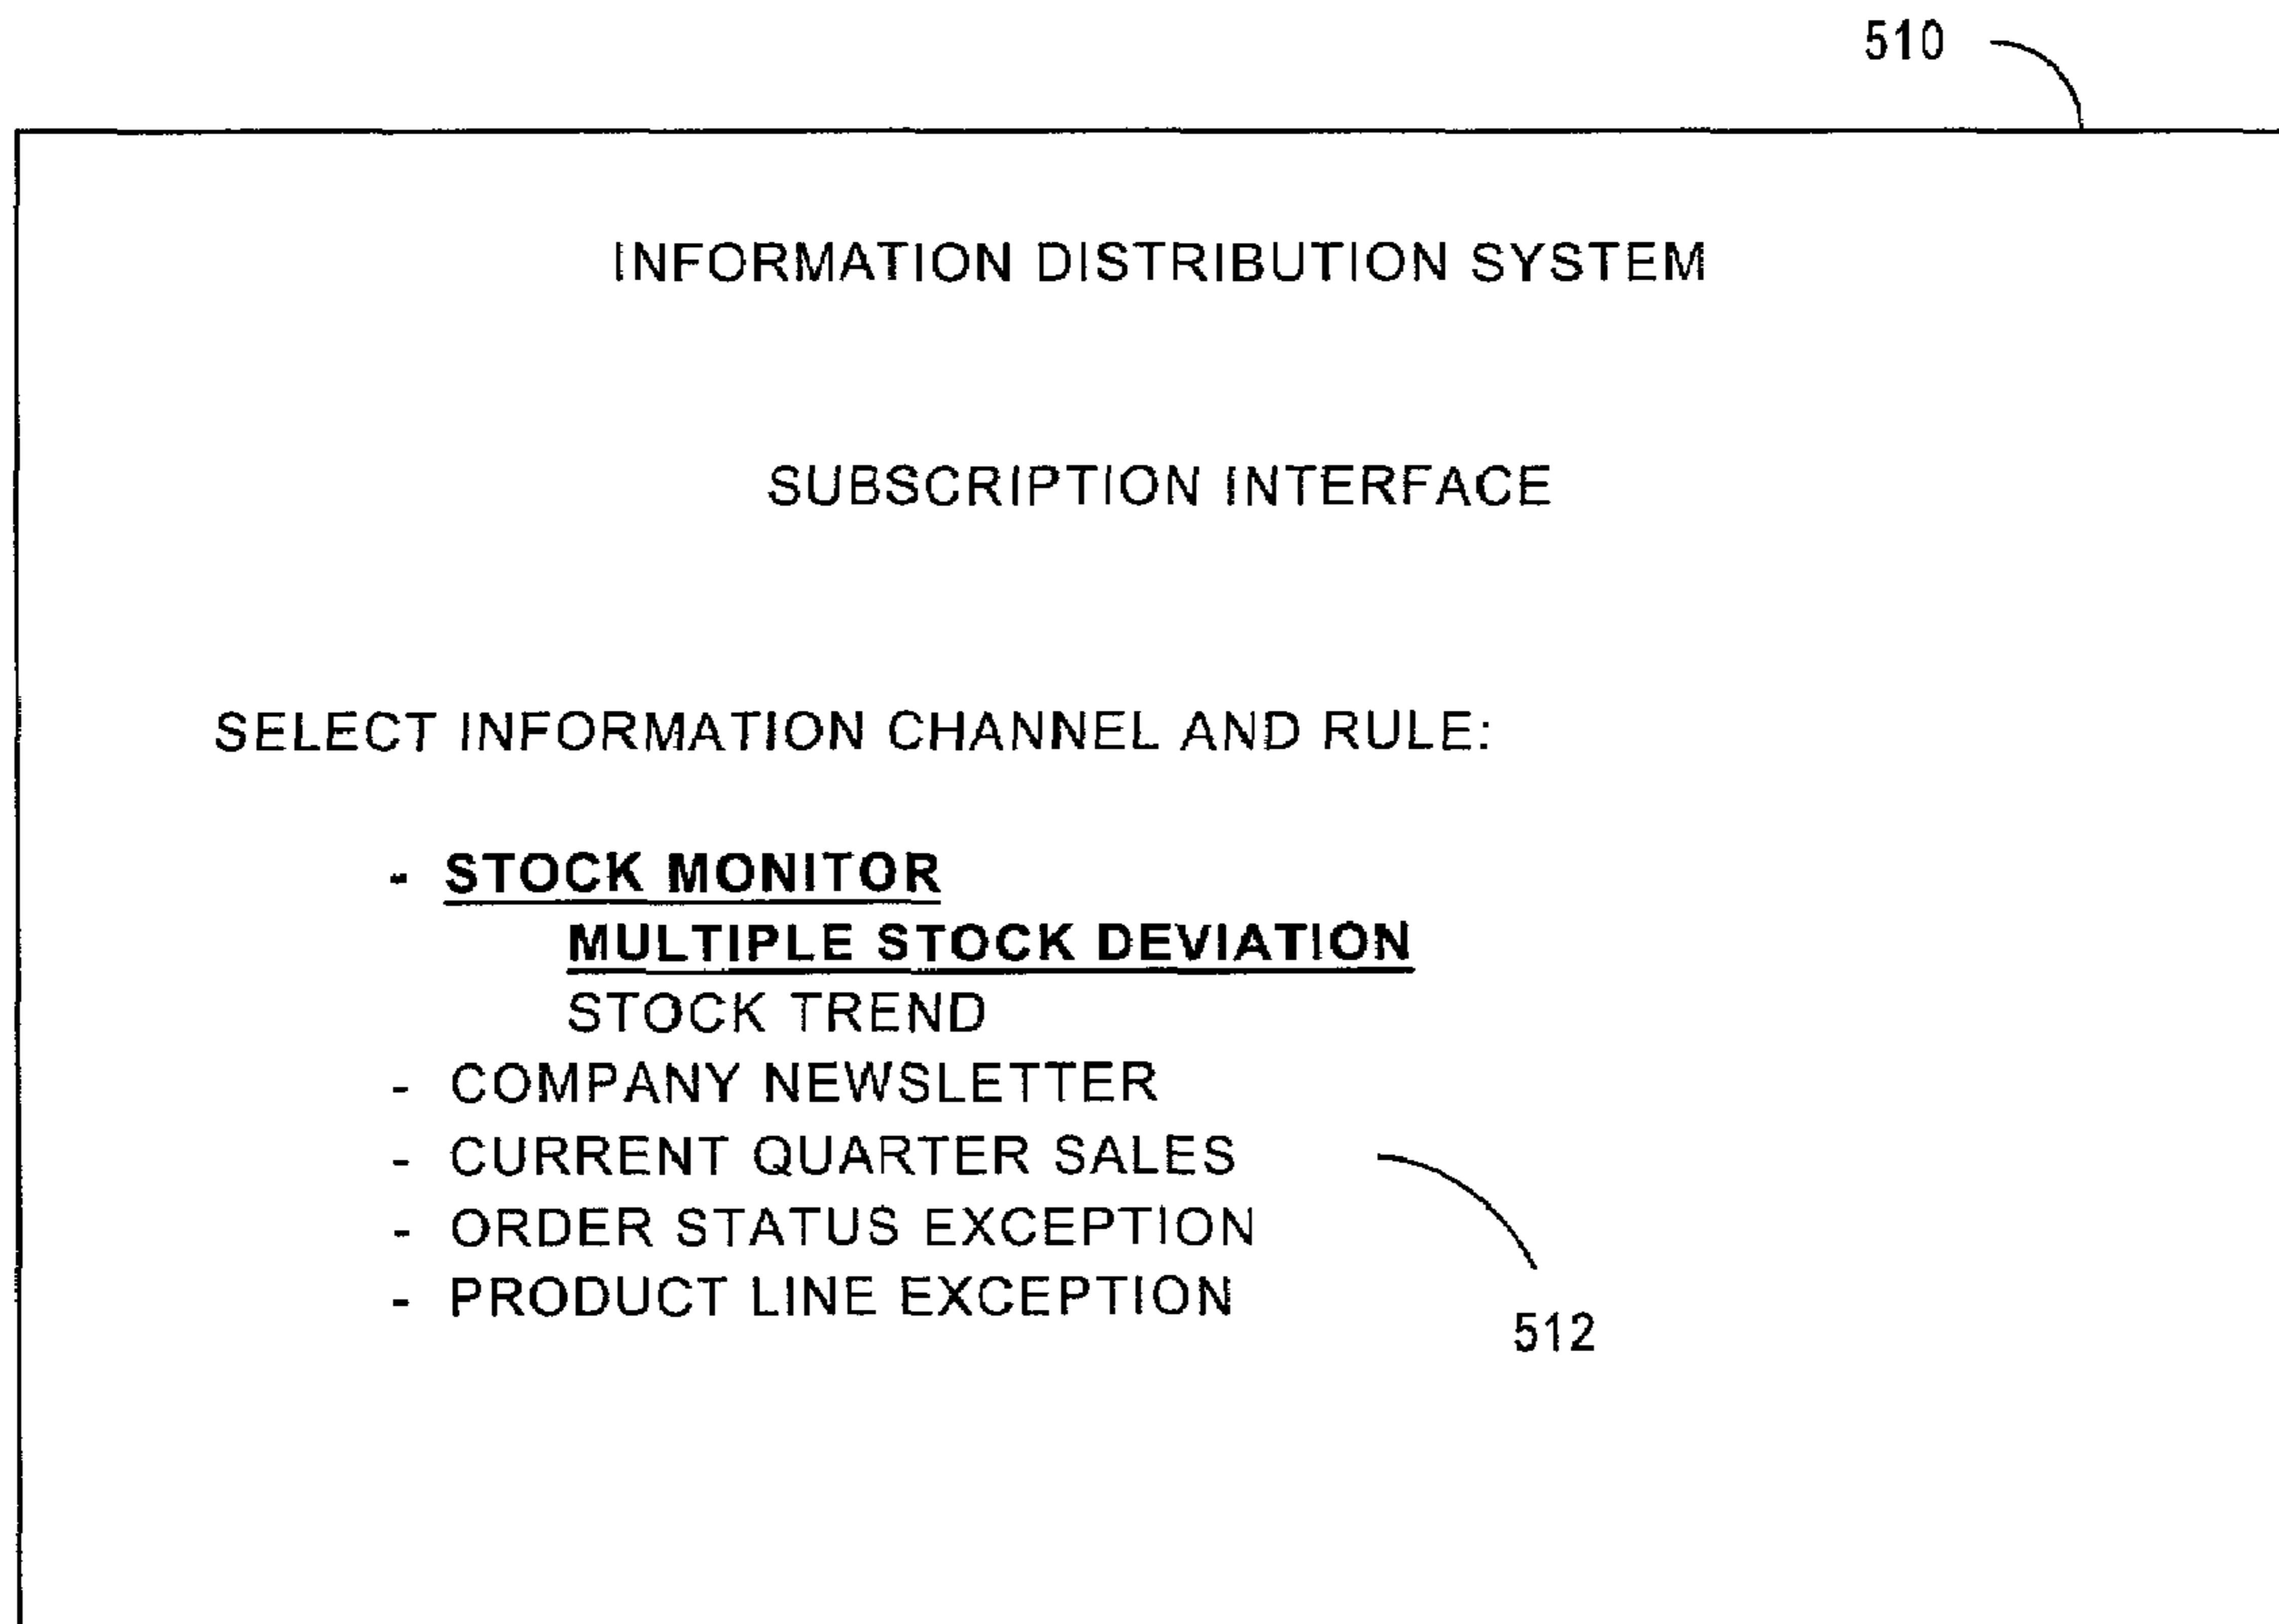 510
INFORMATION DISTRIBUTION SYSTEM
SUBSCRIPTION INTERFACE
SELECT INFORMATION CHANNEL AND RULE:
- STOCK MONITOR
MULTIPLE STOCK DEVIATION
STOCK TREND
- COMPANY NEWSLETTER
- CURRENT QUARTER SALES
- ORDER STATUS EXCEPTION
- PRODUCT LINE EXCEPTION
512